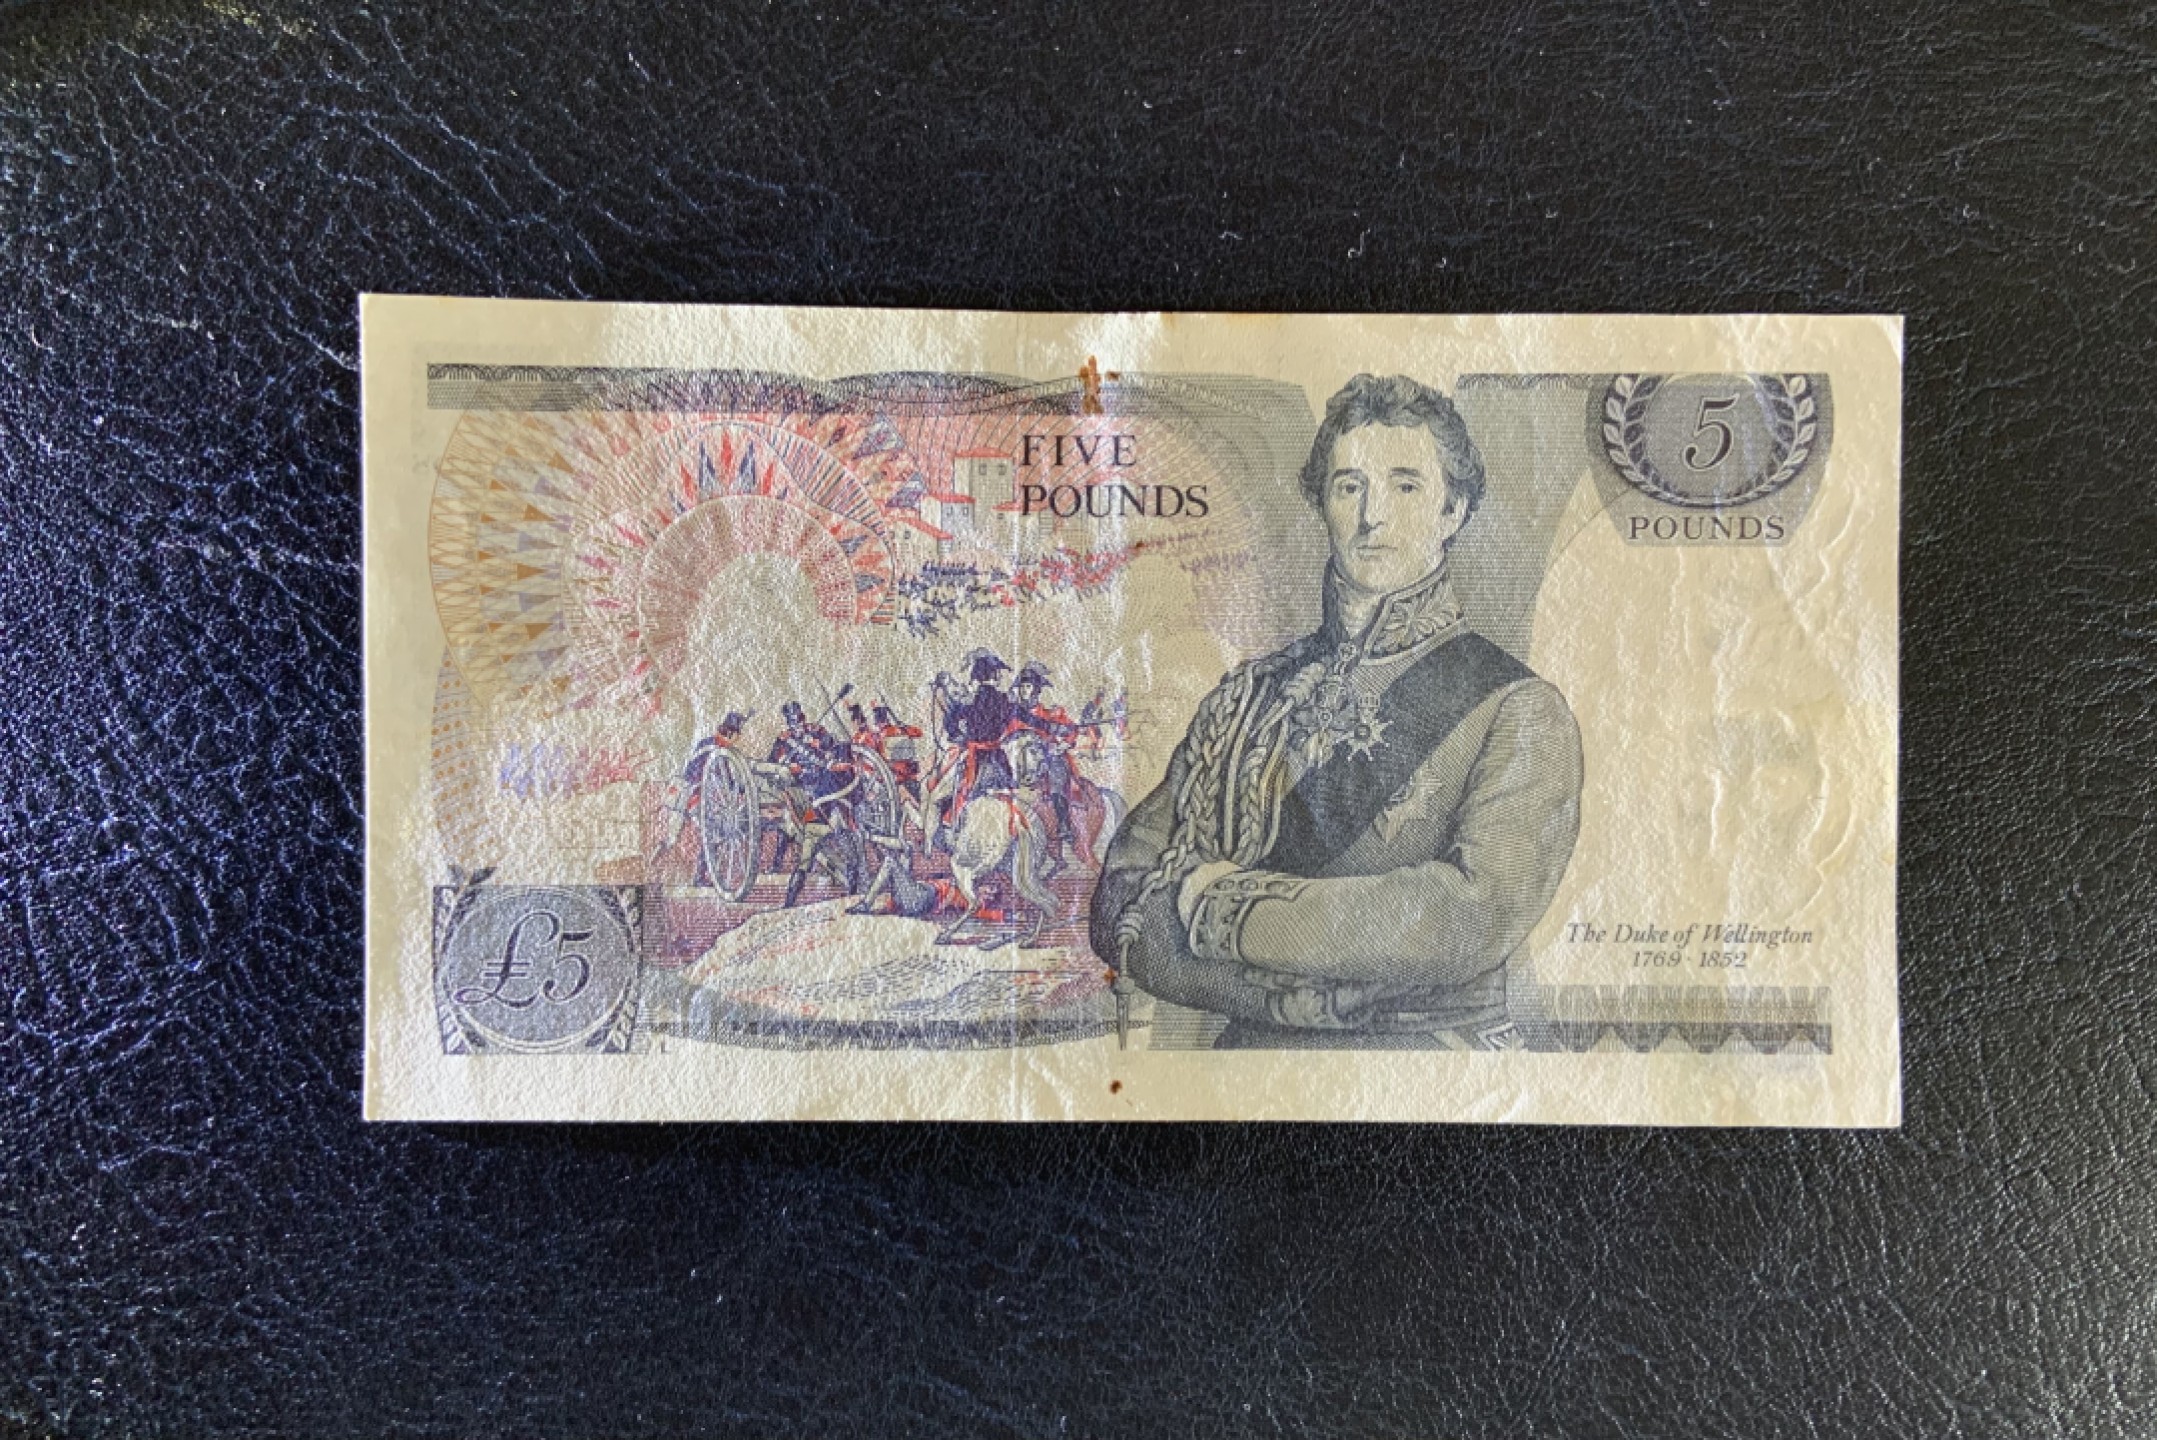 FIVE
POUNDS
5
POUNDS
£5
L
The Duke of Wellington
1769·1852